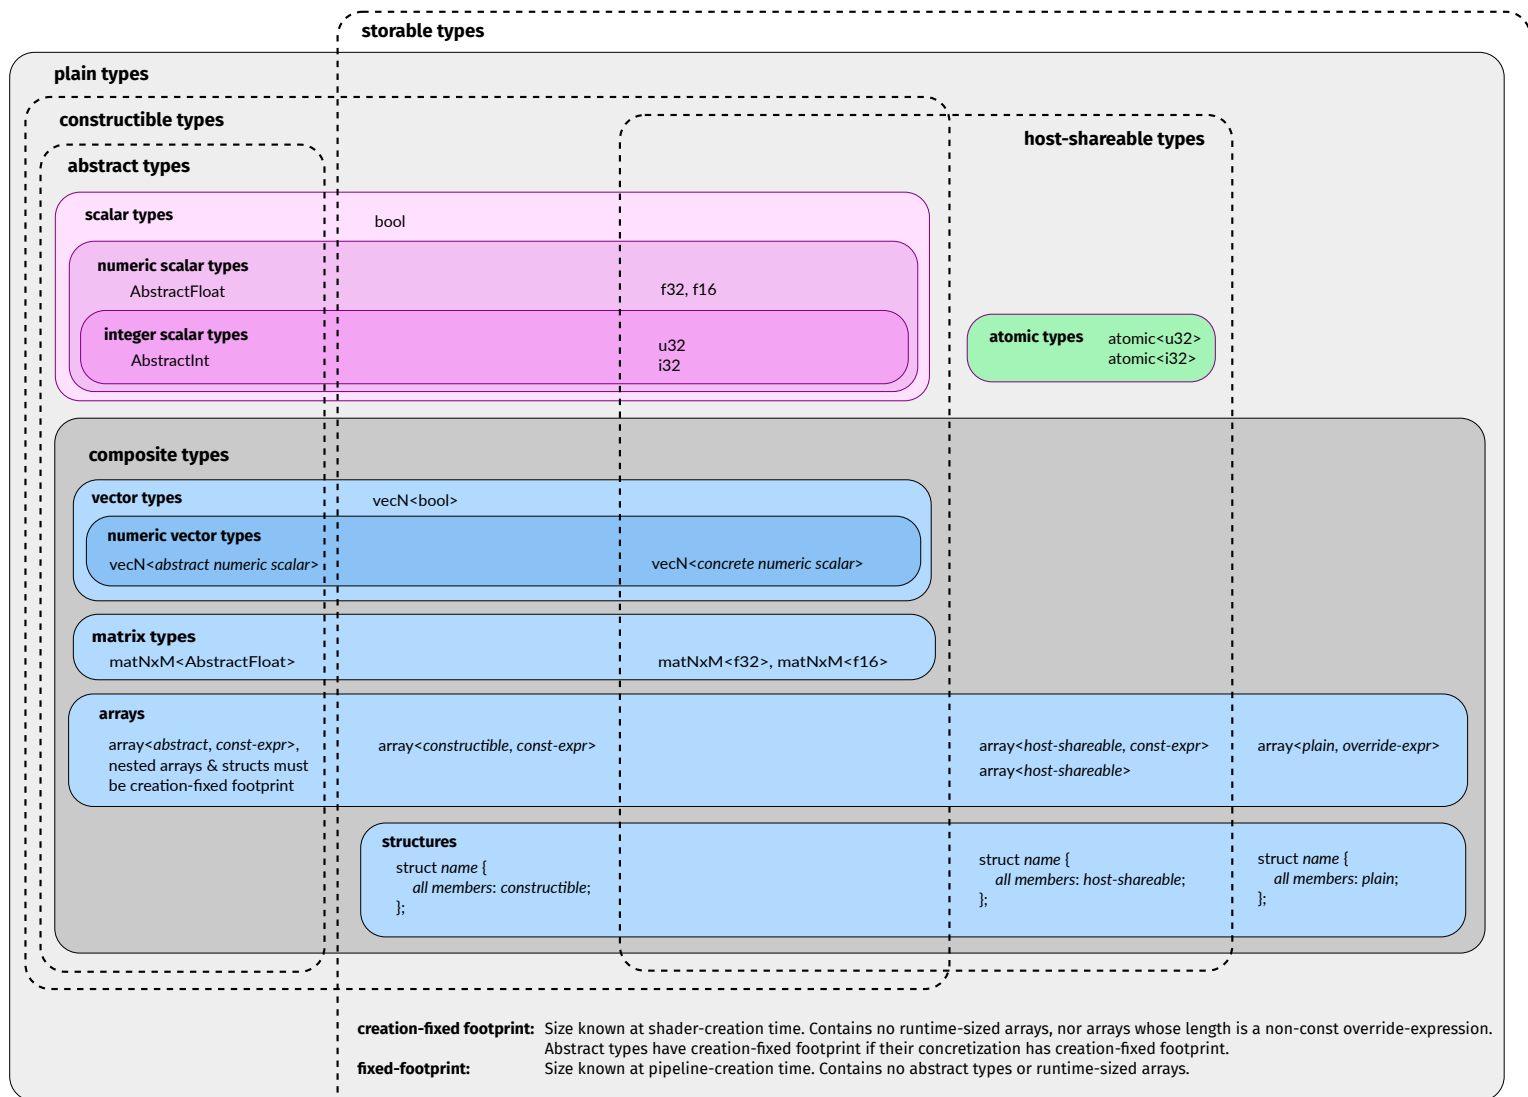 storable types
plain types
constructible types
host-shareable types
abstract types
scalar types
bool
numeric scalar types
AbstractFloat
f32, f16
integer scalar types
AbstractInt
u32
i32
atomic types
atomic<u32>
atomic<i32>
composite types
vector types
vecN<bool>
numeric vector types
vecN<abstract numeric scalar>
vecN<concrete numeric scalar>
matrix types
matNxM<AbstractFloat>
matNxM<f32>, matNxM<f16>
arrays
array<abstract, const-expr>,
nested arrays & structs must
be creation-fixed footprint
array<constructible, const-expr>
array<host-shareable, const-expr>
array<host-shareable>
array<plain, override-expr>
structures
struct name {
all members: constructible;
};
struct name {
all members: host-shareable;
};
struct name {
all members: plain;
};
creation-fixed footprint: Size known at shader-creation time. Contains no runtime-sized arrays, nor arrays whose length is a non-const override-expression.
Abstract types have creation-fixed footprint if their concretization has creation-fixed footprint.
fixed-footprint: Size known at pipeline-creation time. Contains no abstract types or runtime-sized arrays.